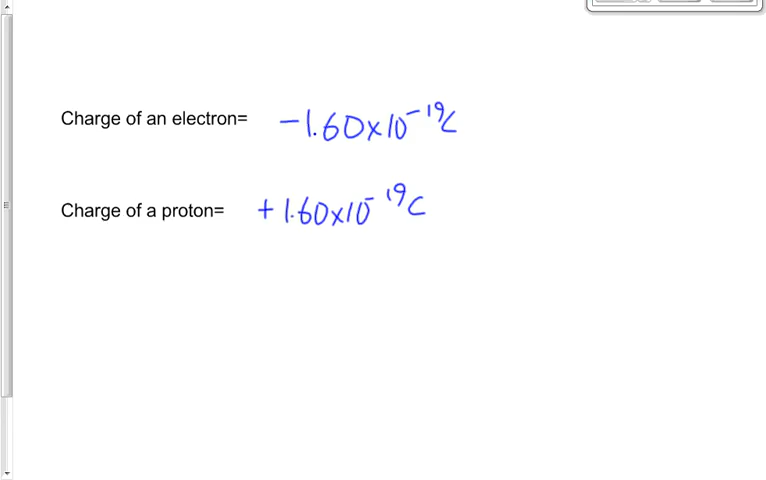 Charge of an electron= -1.60x10⁻¹⁹C
Charge of a proton= +1.60x10⁻¹⁹C